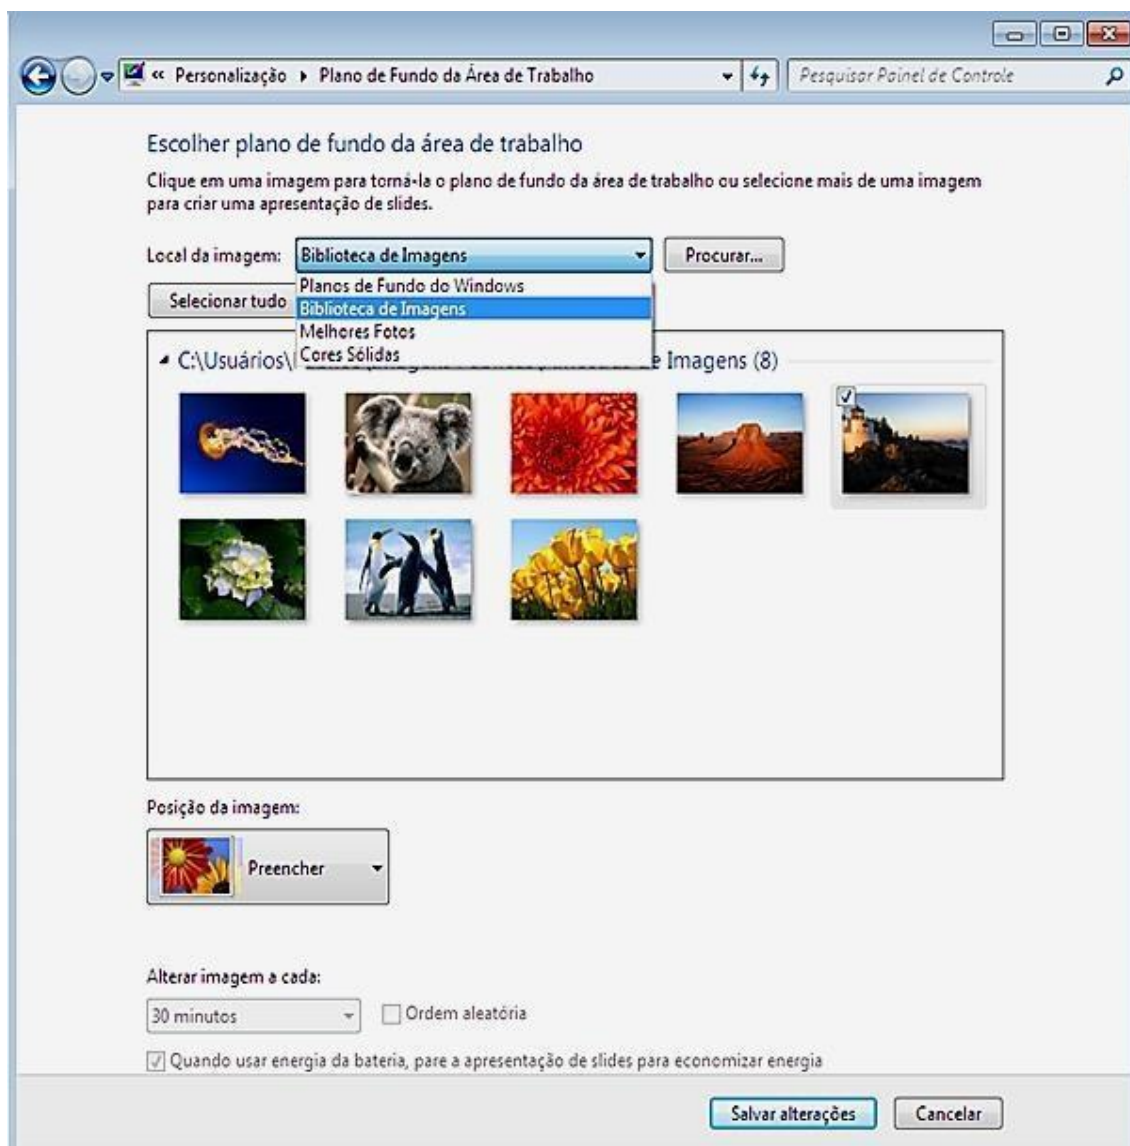 « Personalização ▸ Plano de Fundo da Área de Trabalho
Pesquisar Painel de Controle
Escolher plano de fundo da área de trabalho
Clique em uma imagem para torná-la o plano de fundo da área de trabalho ou selecione mais de uma imagem
para criar uma apresentação de slides.
Local da imagem: Biblioteca de Imagens Procurar...
Planos de Fundo do Windows
Selecionar tudo
Biblioteca de Imagens
Melhores Fotos
Cores Sólidas
C:\Usuários\ de Imagens (8)
Posição da imagem:
Preencher
Alterar imagem a cada:
30 minutos Ordem aleatória
Quando usar energia da bateria, pare a apresentação de slides para economizar energia
Salvar alterações Cancelar